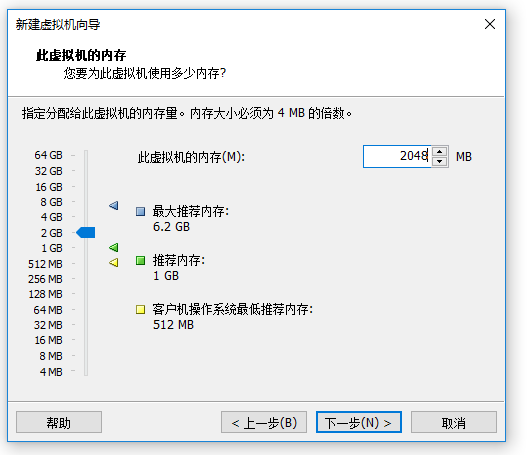 新建虚拟机向导
此虚拟机的内存
您要为此虚拟机使用多少内存?
指定分配给此虚拟机的内存量。内存大小必须为 4 MB 的倍数。
64 GB
32 GB
16 GB
8 GB
4 GB
2 GB
1 GB
512 MB
256 MB
128 MB
64 MB
32 MB
16 MB
8 MB
4 MB
此虚拟机的内存(M):
2048 MB
最大推荐内存:
6.2 GB
推荐内存:
1 GB
客户机操作系统最低推荐内存:
512 MB
帮助
< 上一步(B)
下一步(N) >
取消